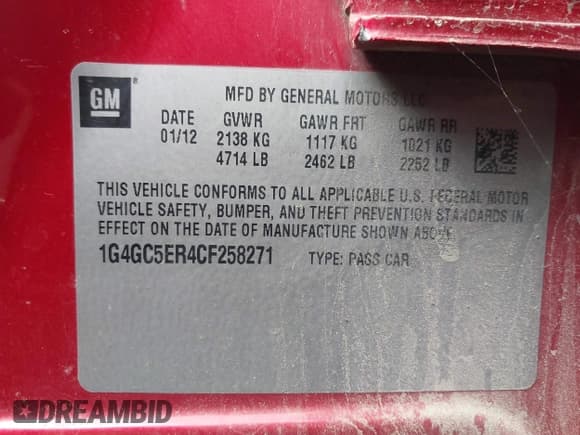 GM
MFD BY GENERAL MOTORS LLC
DATE GVWR GAWR FRT GAWR RR
01/12 2138 KG 1117 KG 1021 KG
4714 LB 2462 LB 2252 LB
THIS VEHICLE CONFORMS TO ALL APPLICABLE U.S. FEDERAL MOTOR
VEHICLE SAFETY, BUMPER, AND THEFT PREVENTION STANDARDS IN
EFFECT ON THE DATE OF MANUFACTURE SHOWN ABOVE
1G4GC5ER4CF258271 TYPE: PASS CAR
DREAMBID